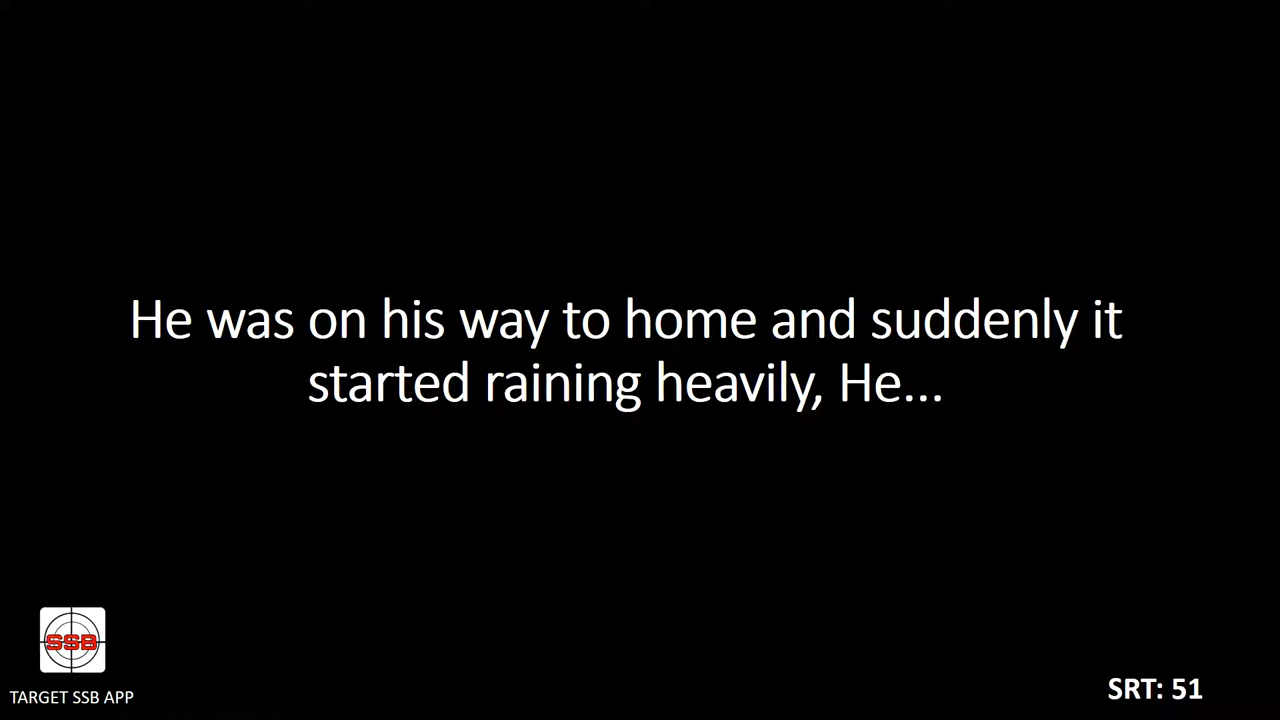 He was on his way to home and suddenly it
started raining heavily, He...
SSB
TARGET SSB APP
SRT: 51